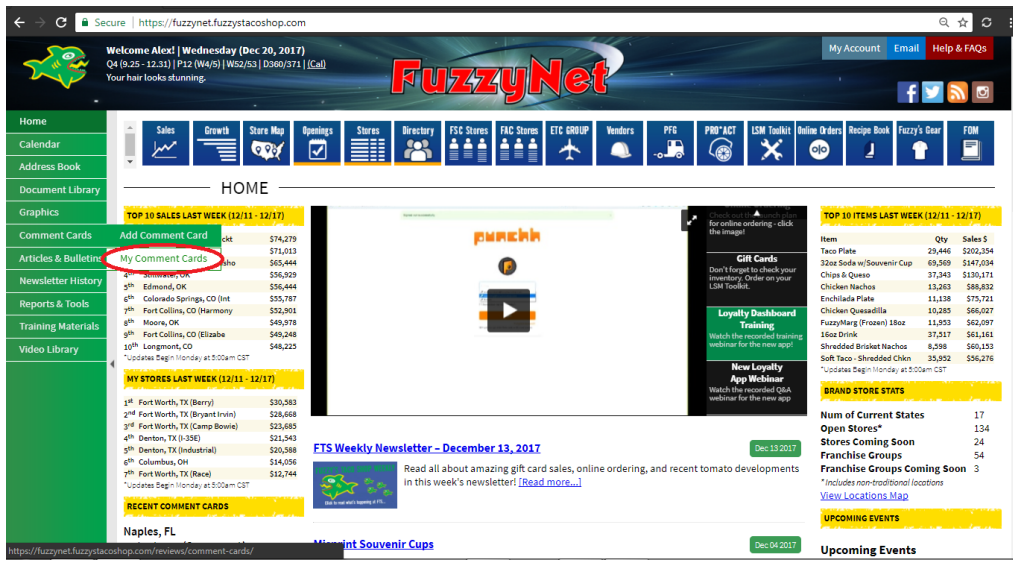 Secure | https://fuzzynet.fuzzystacoshop.com
Welcome Alex! | Wednesday (Dec 20, 2017)
Q4 (9.25 - 12.31) | P12 (W4/5) | W52/53 | D360/371 | (Cal)
Your hair looks stunning.
FuzzyNet
My Account Email Help & FAQs
Home
Calendar
Address Book
Document Library
Graphics
Comment Cards
Articles & Bulletins
Newsletter History
Reports & Tools
Training Materials
Video Library
Add Comment Card
My Comment Cards
Sales Growth Store Map Openings Stores Directory FSC Stores FAC Stores ETC GROUP Vendors PFG PRO*ACT LSM Toolkit Online Orders Recipe Book Fuzzy's Gear FOM
HOME
TOP 10 SALES LAST WEEK (12/11 - 12/17)
ckt $74,279
$71,013
sho $65,444
4th Stillwater, OK $56,929
5th Edmond, OK $56,444
6th Colorado Springs, CO (Int $55,787
7th Fort Collins, CO (Harmony $52,901
8th Moore, OK $49,978
9th Fort Collins, CO (Elizabe $49,248
10th Longmont, CO $48,225
*Updates Begin Monday at 5:00am CST
MY STORES LAST WEEK (12/11 - 12/17)
1st Fort Worth, TX (Berry) $30,583
2nd Fort Worth, TX (Bryant Irvin) $28,668
3rd Fort Worth, TX (Camp Bowie) $23,685
4th Denton, TX (I-35E) $21,543
5th Denton, TX (Industrial) $20,588
6th Columbus, OH $14,056
7th Fort Worth, TX (Race) $12,744
*Updates Begin Monday at 5:00am CST
RECENT COMMENT CARDS
Naples, FL
https://fuzzynet.fuzzystacoshop.com/reviews/comment-cards/
punchh
Check out the launch plan
for online ordering - click
the image!
Gift Cards
Don't forget to check your
inventory. Order on your
LSM Toolkit.
Loyalty Dashboard
Training
Watch the recorded training
webinar for the new app!
New Loyalty
App Webinar
Watch the recorded Q&A
webinar for the new app
FTS Weekly Newsletter – December 13, 2017
Dec 13 2017
Read all about amazing gift card sales, online ordering, and recent tomato developments
in this week's newsletter! [Read more...]
Misprint Souvenir Cups
Dec 04 2017
TOP 10 ITEMS LAST WEEK (12/11 - 12/17)
Item Qty Sales $
Taco Plate 29,446 $202,354
32oz Soda w/Souvenir Cup 69,569 $147,034
Chips & Queso 37,343 $130,171
Chicken Nachos 13,263 $88,832
Enchilada Plate 11,138 $75,721
Chicken Quesadilla 10,285 $66,027
FuzzyMarg (Frozen) 18oz 11,953 $62,097
16oz Drink 37,517 $61,161
Shredded Brisket Nachos 8,598 $60,153
Soft Taco - Shredded Chkn 35,952 $56,276
*Updates Begin Monday at 5:00am CST
BRAND STORE STATS
Num of Current States 17
Open Stores* 134
Stores Coming Soon 24
Franchise Groups 54
Franchise Groups Coming Soon 3
*Includes non-traditional locations
View Locations Map
UPCOMING EVENTS
Upcoming Events